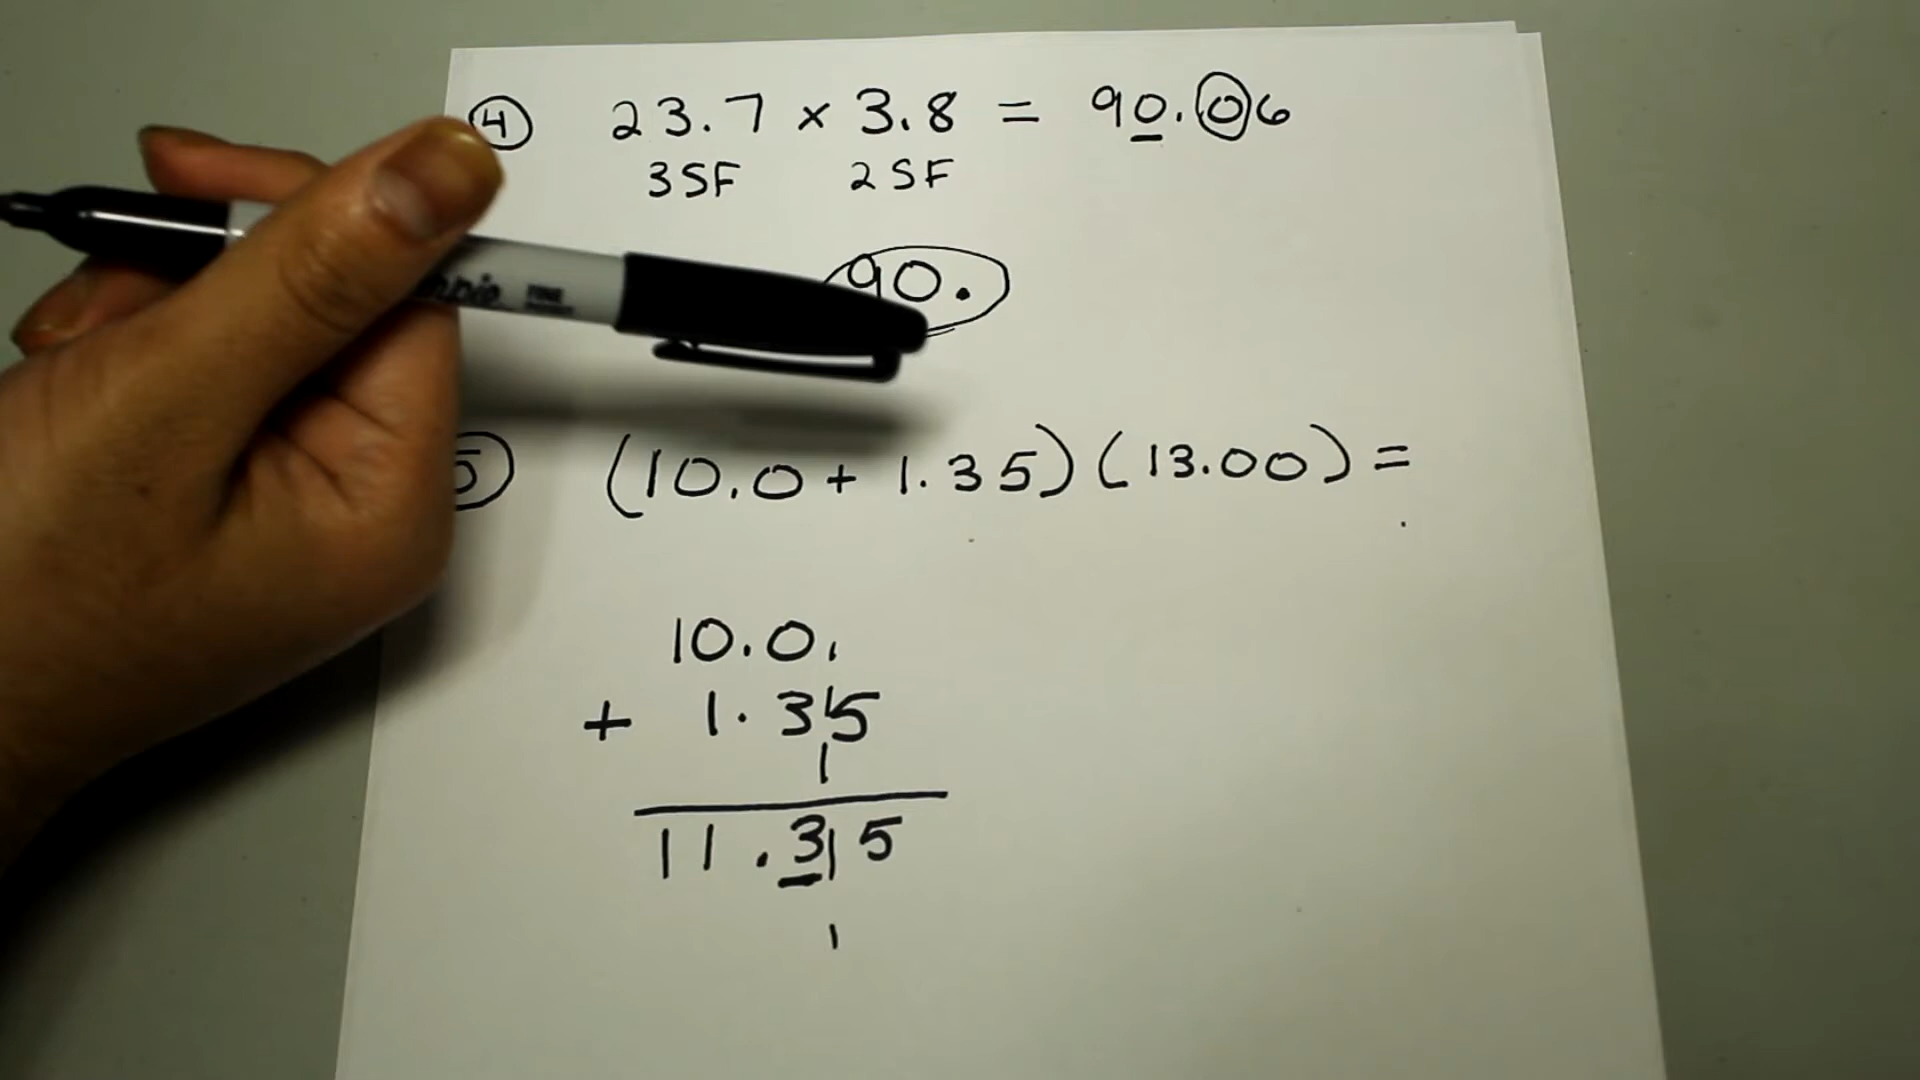 ④ 23.7 × 3.8 = 90.06
3SF 2SF
90.
FINE
⑤ (10.0 + 1.35)(13.00) =
10.0
+ 1.35
11.35